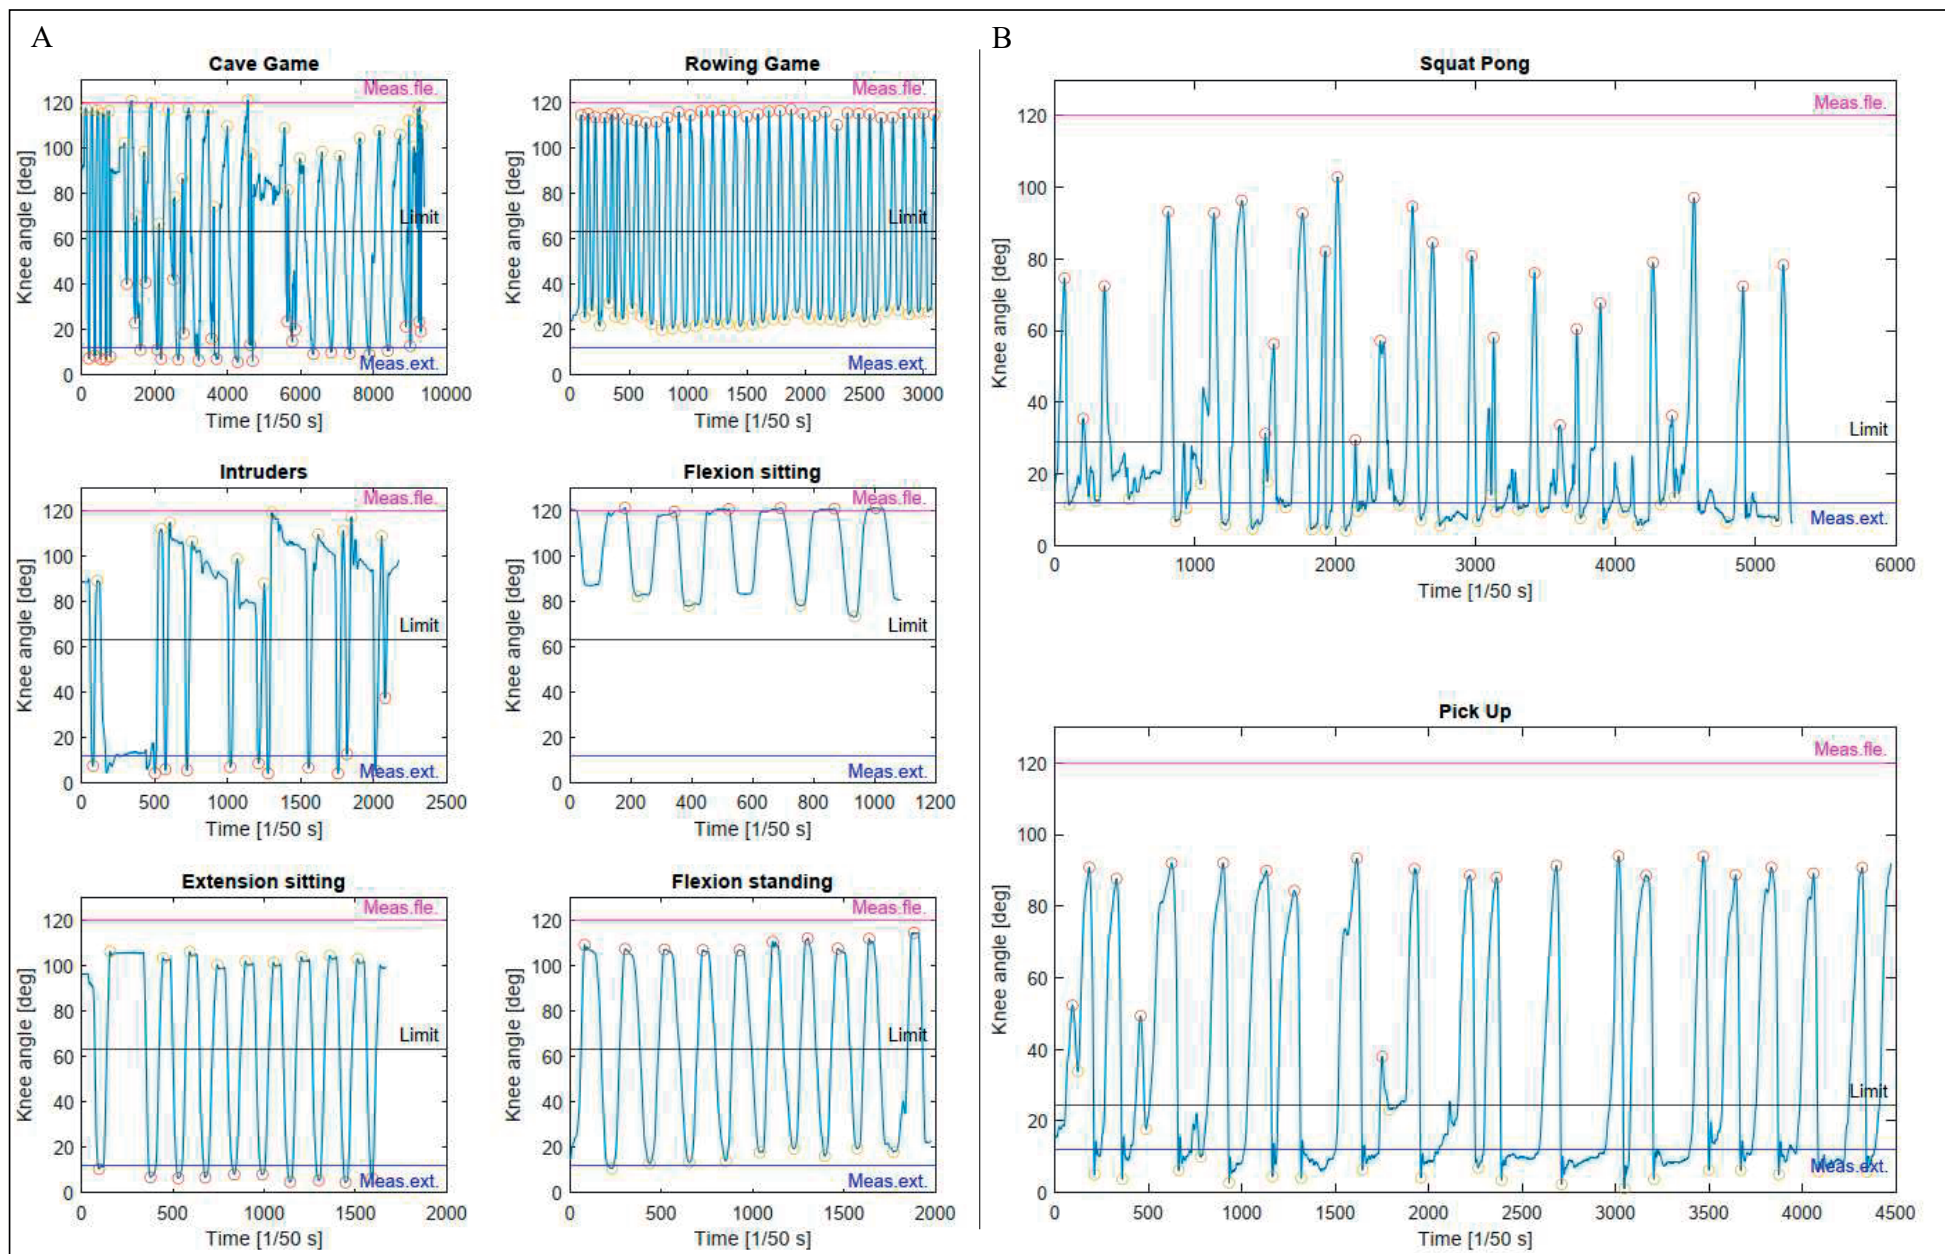 A
B
Cave Game
Knee angle [deg]
0
20
40
60
80
100
120
Meas.fle.
Limit
Meas.ext.
0 2000 4000 6000 8000 10000
Time [1/50 s]
Rowing Game
Knee angle [deg]
0
20
40
60
80
100
120
Meas.fle.
Limit
Meas.ext.
0 500 1000 1500 2000 2500 3000
Time [1/50 s]
Intruders
Knee angle [deg]
0
20
40
60
80
100
120
Meas.fle.
Limit
Meas.ext.
0 500 1000 1500 2000 2500
Time [1/50 s]
Flexion sitting
Knee angle [deg]
0
20
40
60
80
100
120
Meas.fle.
Limit
Meas.ext.
0 200 400 600 800 1000 1200
Time [1/50 s]
Extension sitting
Knee angle [deg]
0
20
40
60
80
100
120
Meas.fle.
Limit
Meas.ext.
0 500 1000 1500 2000
Time [1/50 s]
Flexion standing
Knee angle [deg]
0
20
40
60
80
100
120
Meas.fle.
Limit
Meas.ext.
0 500 1000 1500 2000
Time [1/50 s]
Squat Pong
Knee angle [deg]
0
20
40
60
80
100
120
Meas.fle.
Limit
Meas.ext.
0 1000 2000 3000 4000 5000 6000
Time [1/50 s]
Pick Up
Knee angle [deg]
0
20
40
60
80
100
120
Meas.fle.
Limit
Meas.ext.
0 500 1000 1500 2000 2500 3000 3500 4000 4500
Time [1/50 s]